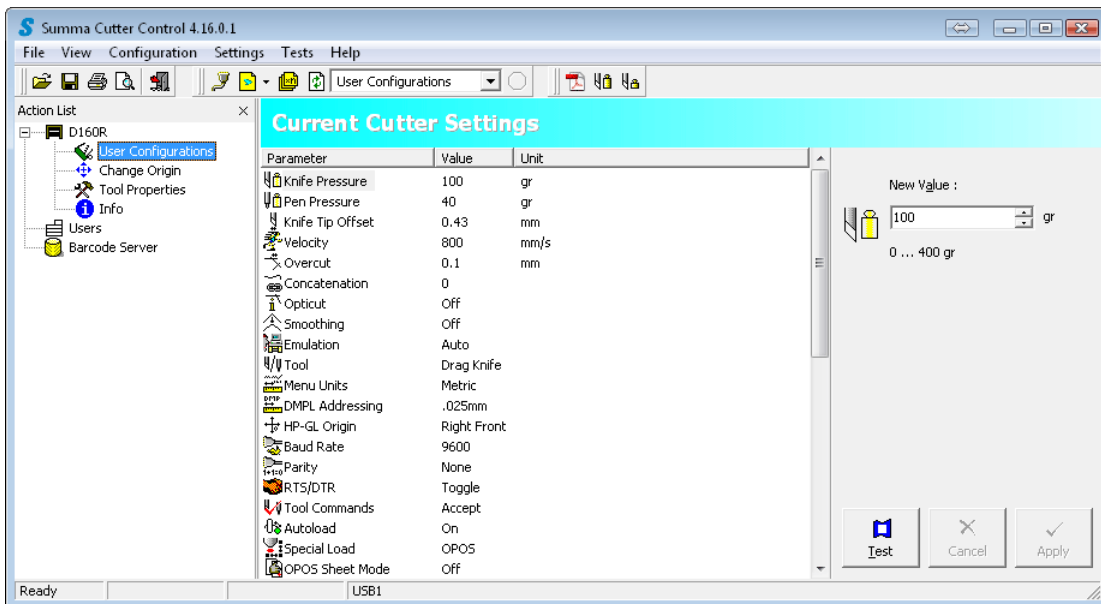 Summa Cutter Control 4.16.0.1
File View Configuration Settings Tests Help
User Configurations
Action List
Current Cutter Settings
D160R
User Configurations
Change Origin
Tool Properties
Info
Users
Barcode Server
Parameter Value Unit
Knife Pressure 100 gr
Pen Pressure 40 gr
Knife Tip Offset 0.43 mm
Velocity 800 mm/s
Overcut 0.1 mm
Concatenation 0
Opticut Off
Smoothing Off
Emulation Auto
Tool Drag Knife
Menu Units Metric
DMPL Addressing .025mm
HP-GL Origin Right Front
Baud Rate 9600
Parity None
RTS/DTR Toggle
Tool Commands Accept
Autoload On
Special Load OPOS
OPOS Sheet Mode Off
New Value :
100 gr
0 ... 400 gr
Test Cancel Apply
Ready USB1